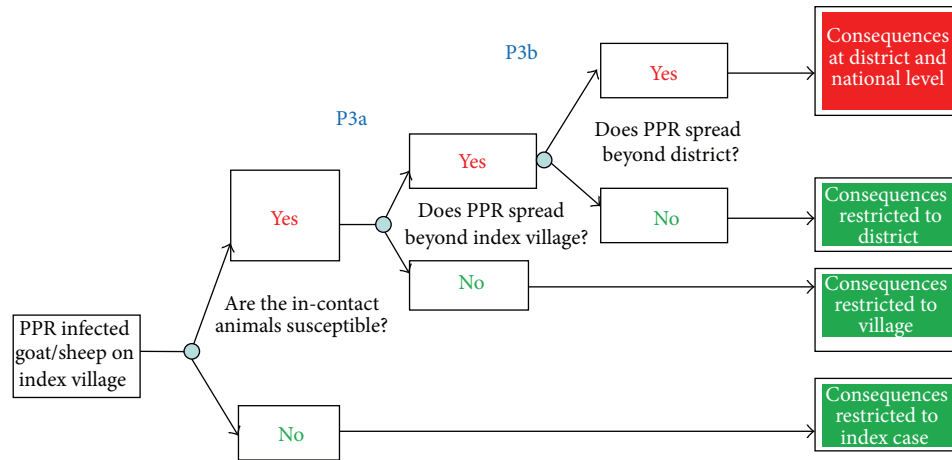 P3b
Yes
Consequences
at district and
national level
P3a
Yes
Does PPR spread
beyond district?
Yes
Does PPR spread
beyond index village?
No
Consequences
restricted to
district
No
Consequences
restricted to
village
Are the in-contact
animals susceptible?
PPR infected
goat/sheep on
index village
No
Consequences
restricted to
index case